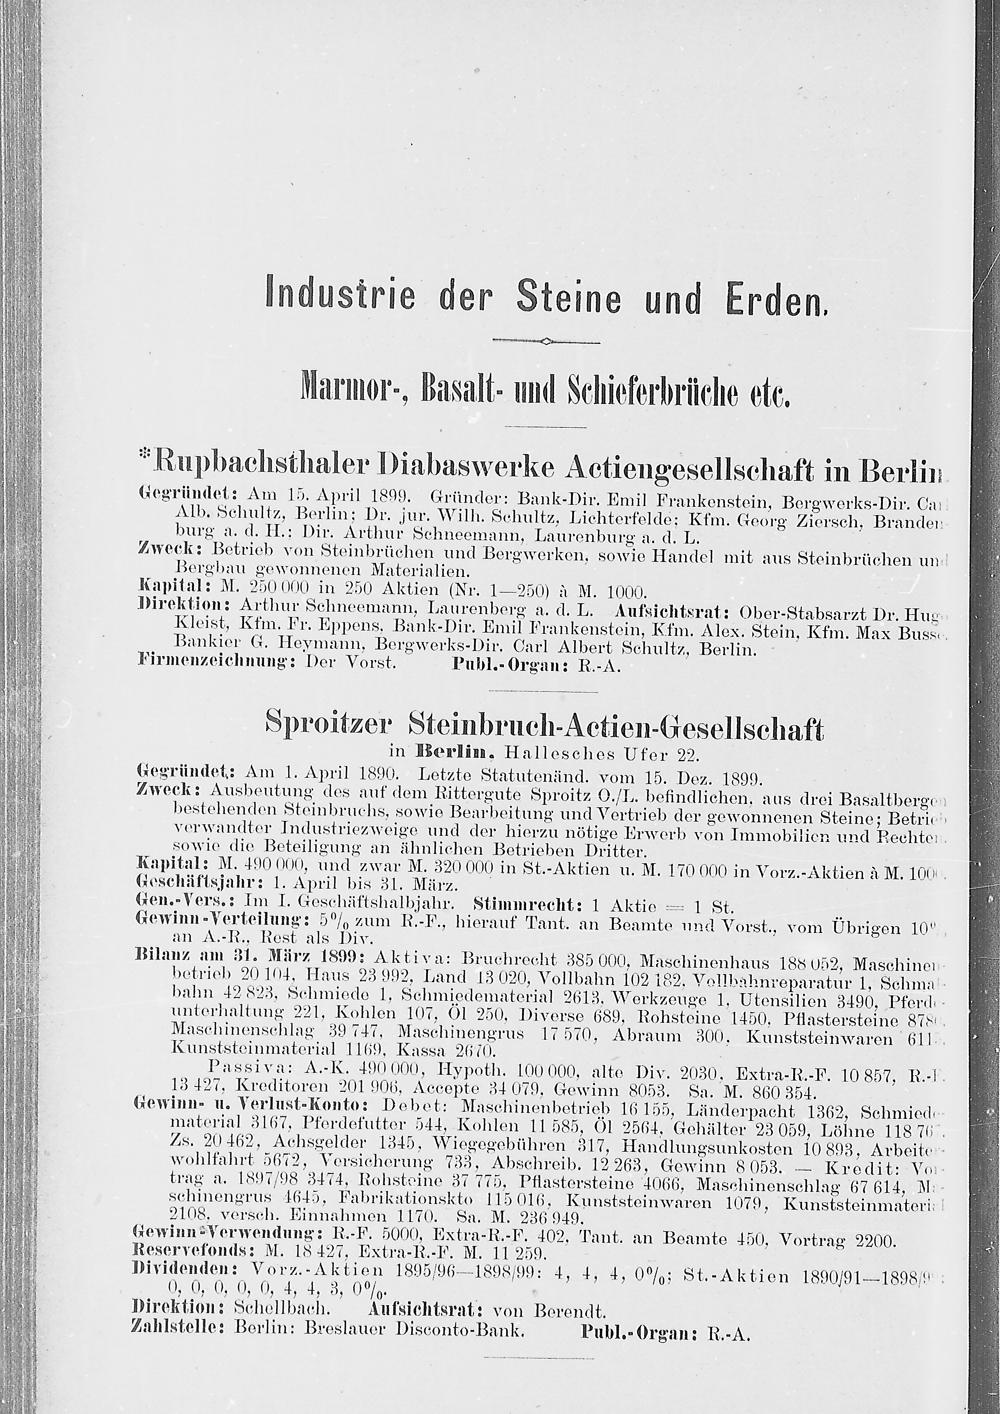 Industrie der Steine und Erden.
Marmor-, Basalt- und Schieferbrüche etc.
*Rupbachsthaler Diabaswerke Actiengesellschaft in Berlin
Gegründet: Am 15. April 1899. Gründer: Bank-Dir. Emil Frankenstein, Bergwerks-Dir. Ca
Alb. Schultz, Berlin; Dr. jur. Wilh. Schultz, Lichterfelde; Kfm. Georg Ziersch, Branden
burg a. d. H.; Dir. Arthur Schneemann, Laurenburg a. d. L.
Zweck: Betrieb von Steinbrüchen und Bergwerken, sowie Handel mit aus Steinbrüchen un
Bergbau gewonnenen Materialien.
Kapital: M. 250 000 in 250 Aktien (Nr. 1—250) à M. 1000.
Direktion: Arthur Schneemann, Laurenberg a. d. L. Aufsichtsrat: Ober-Stabsarzt Dr. Hug
Kleist, Kfm. Fr. Eppens, Bank-Dir. Emil Frankenstein, Kfm. Alex. Stein, Kfm. Max Busse
Bankier G. Heymann, Bergwerks-Dir. Carl Albert Schultz, Berlin.
Firmenzeichnung: Der Vorst. Publ.-Organ: R.-A.
Sproitzer Steinbruch-Actien-Gesellschaft
in Berlin, Hallesches Ufer 22.
Gegründet: Am 1. April 1890. Letzte Statutenänd. vom 15. Dez. 1899.
Zweck: Ausbeutung des auf dem Rittergute Sproitz O./L. befindlichen, aus drei Basaltberge
bestehenden Steinbruchs, sowie Bearbeitung und Vertrieb der gewonnenen Steine; Betrie
verwandter Industriezweige und der hierzu nötige Erwerb von Immobilien und Rechte
sowie die Beteiligung an ähnlichen Betrieben Dritter.
Kapital: M. 490 000, und zwar M. 320 000 in St.-Aktien u. M. 170 000 in Vorz.-Aktien à M. 100
Geschäftsjahr: 1. April bis 31. März.
Gen.-Vers.: Im I. Geschäftshalbjahr. Stimmrecht: 1 Aktie = 1 St.
Gewinn-Verteilung: 5% zum R.-F., hierauf Tant. an Beamte und Vorst., vom Übrigen 10%
an A.-R., Rest als Div.
Bilanz am 31. März 1899: Aktiva: Bruchrecht 385 000, Maschinenhaus 188 052, Maschinen-
betrieb 20 104, Haus 23 992, Land 13 020, Vollbahn 102 182, Vollbahnreparatur 1, Schmal-
bahn 42 823, Schmiede 1, Schmiedematerial 2613, Werkzeuge 1, Utensilien 3490, Pferde-
unterhaltung 221, Kohlen 107, Öl 250, Diverse 689, Rohsteine 1450, Pflastersteine 878
Maschinenschlag 39 747, Maschinengrus 17 570, Abraum 300, Kunststeinwaren 611
Kunststeinmaterial 1169, Kassa 2670.
Passiva: A.-K. 490 000, Hypoth. 100 000, alte Div. 2030, Extra-R.-F. 10 857, R.-F.
13 427, Kreditoren 201 906, Accepte 34 079, Gewinn 8053. Sa. M. 860 354.
Gewinn- u. Verlust-Konto: Debet: Maschinenbetrieb 16 155, Länderpacht 1362, Schmiede-
material 3167, Pferdefutter 544, Kohlen 11 585, Öl 2564, Gehälter 23 059, Löhne 118 76
Zs. 20 462, Achsgelder 1345, Wiegegebühren 317, Handlungsunkosten 10 893, Arbeiter-
wohlfahrt 5672, Versicherung 733, Abschreib. 12 263, Gewinn 8 053. — Kredit: Vor-
trag a. 1897/98 3474, Rohsteine 37 775, Pflastersteine 4066, Maschinenschlag 67 614, Ma-
schinengrus 4645, Fabrikationskto 115 016, Kunststeinwaren 1079, Kunststeinmaterial
2108, versch. Einnahmen 1170. Sa. M. 236 949.
Gewinn-Verwendung: R.-F. 5000, Extra-R.-F. 402, Tant. an Beamte 450, Vortrag 2200.
Reservefonds: M. 18 427, Extra-R.-F. M. 11 259.
Dividenden: Vorz.-Aktien 1895/96—1898/99: 4, 4, 4, 0%; St.-Aktien 1890/91—1898/9
0, 0, 0, 0, 0, 4, 4, 3, 0%.
Direktion: Schellbach. Aufsichtsrat: von Berendt.
Zahlstelle: Berlin: Breslauer Disconto-Bank. Publ.-Organ: R.-A.